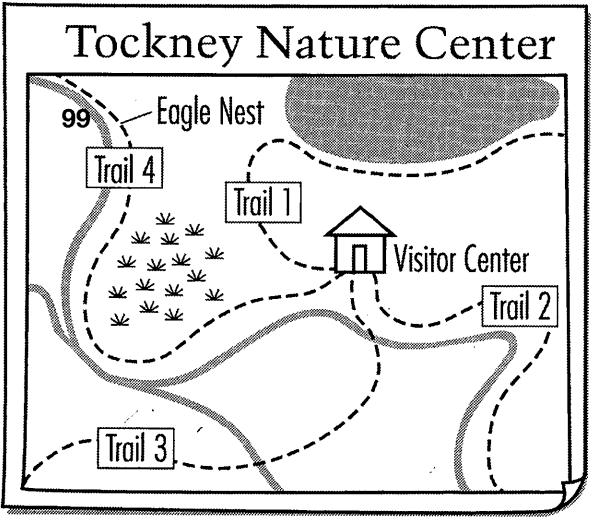 Tockney Nature Center
99
Eagle Nest
Trail 4
Trail 1
Visitor Center
Trail 2
Trail 3